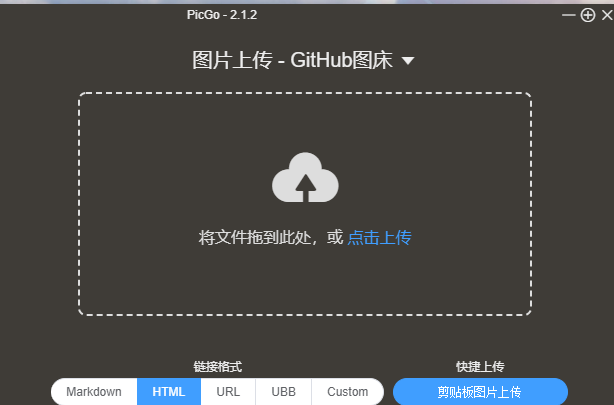 PicGo - 2.1.2
图片上传 - GitHub图床
将文件拖到此处，或 点击上传
链接格式 快捷上传
Markdown HTML URL UBB Custom 剪贴板图片上传